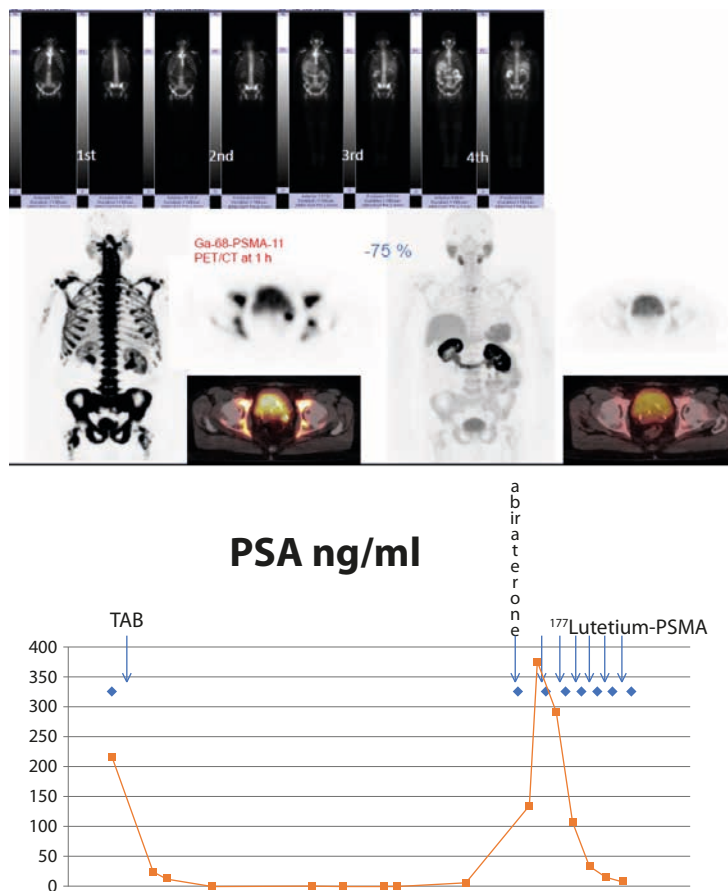 1st
2nd
3rd
4th
Ga-68-PSMA-11
PET/CT at 1 h
-75 %
abiraterone
PSA ng/ml
TAB
¹⁷⁷Lutetium-PSMA
400
350
300
250
200
150
100
50
0